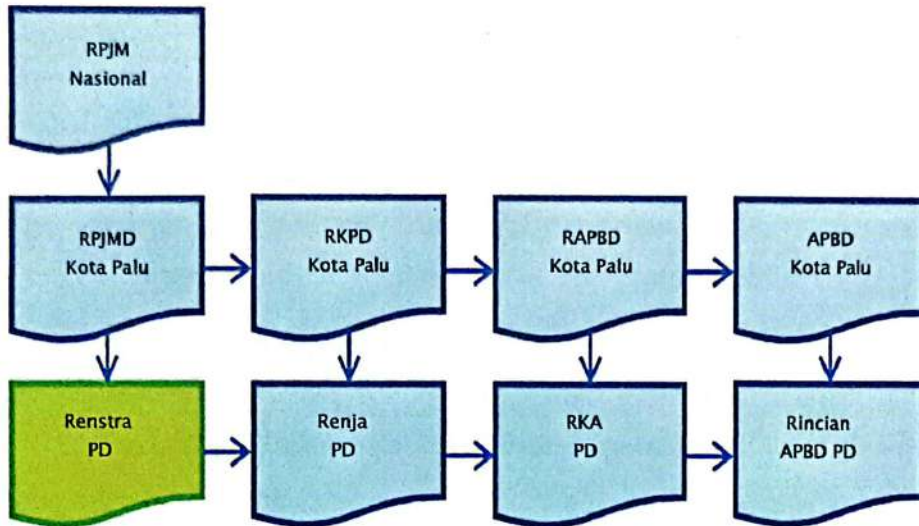 RPJM
Nasional
RPJMD
Kota Palu
RKPD
Kota Palu
RAPBD
Kota Palu
APBD
Kota Palu
Renstra
PD
Renja
PD
RKA
PD
Rincian
APBD PD